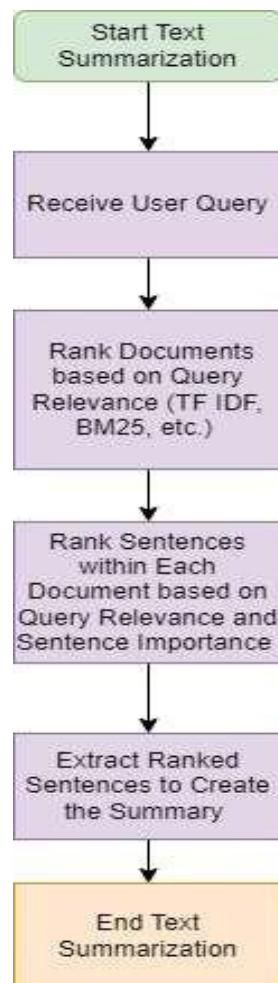 Start Text
Summarization
Receive User Query
Rank Documents
based on Query
Relevance (TF IDF,
BM25, etc.)
Rank Sentences
within Each
Document based on
Query Relevance and
Sentence Importance
Extract Ranked
Sentences to Create
the Summary
End Text
Summarization